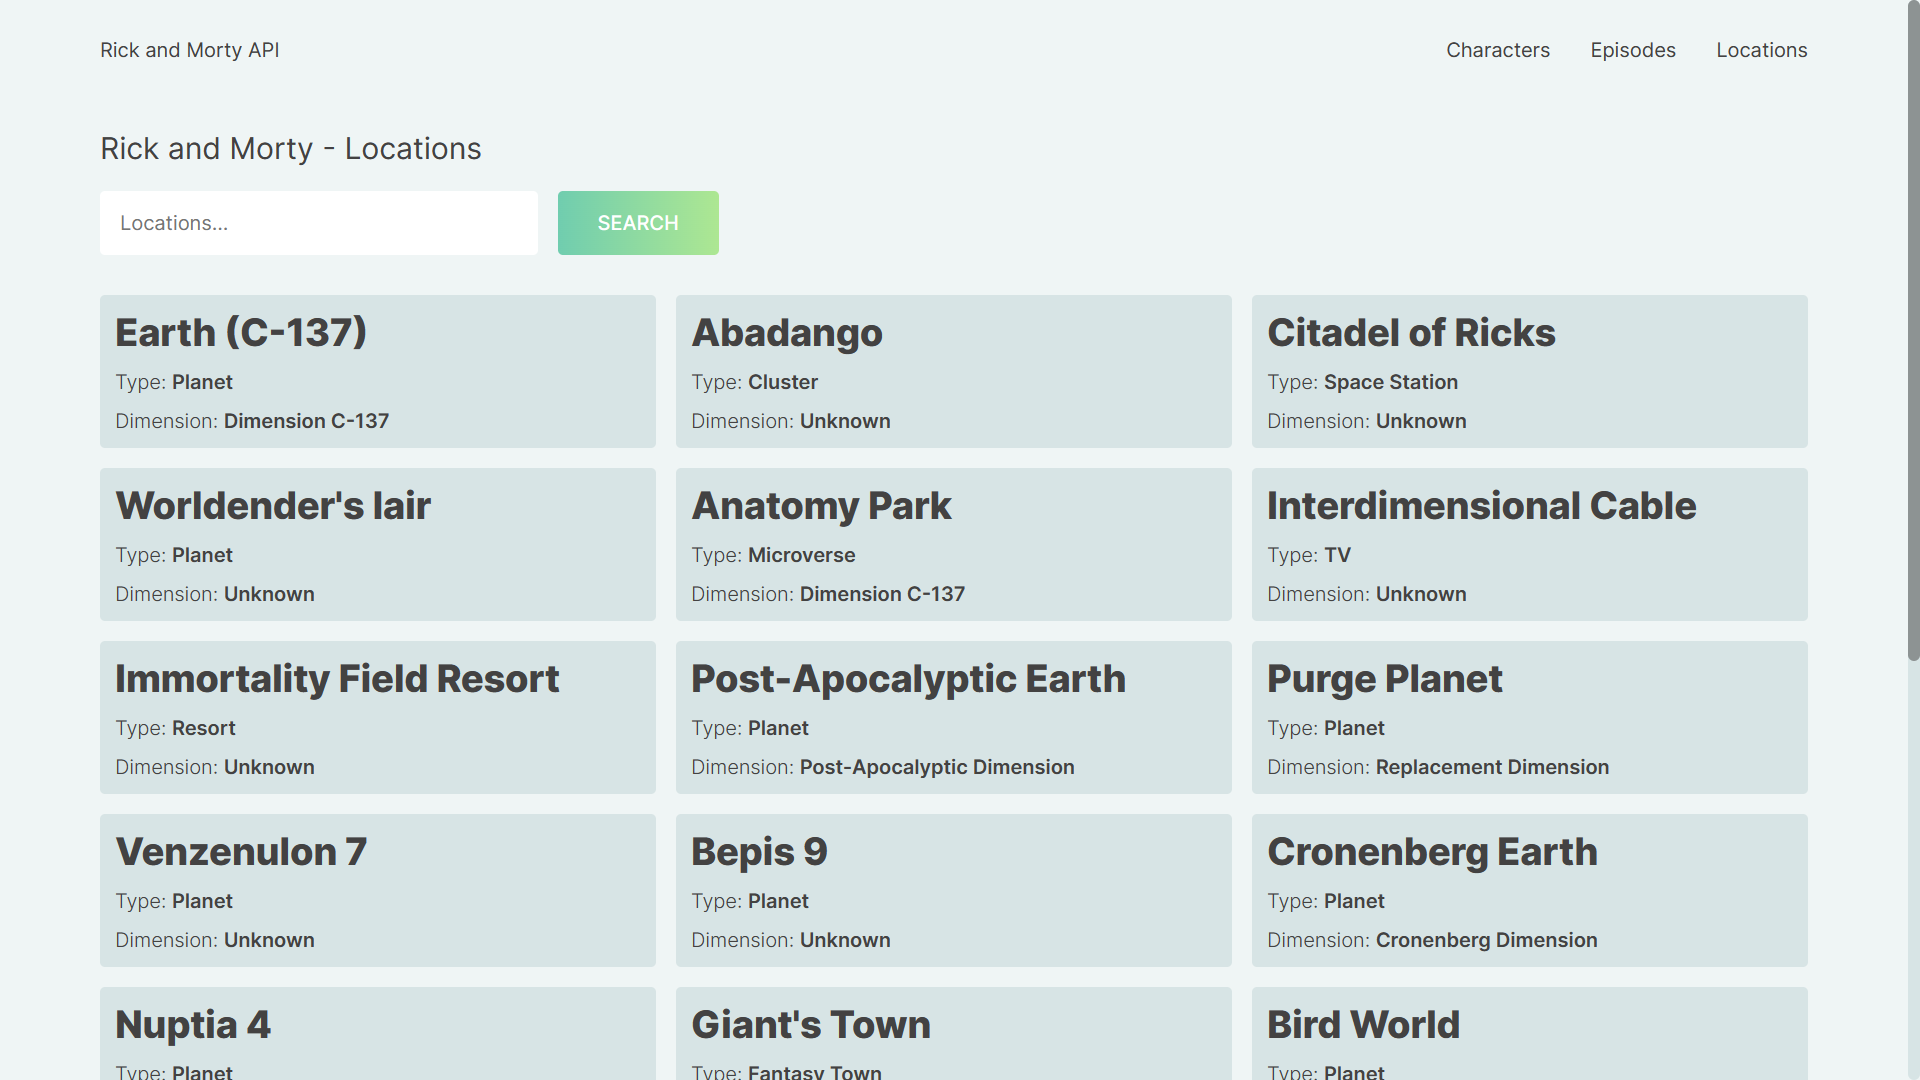 Rick and Morty API
Characters
Episodes
Locations
Rick and Morty - Locations
Locations...
SEARCH
Earth (C-137)
Type: Planet
Dimension: Dimension C-137
Abadango
Type: Cluster
Dimension: Unknown
Citadel of Ricks
Type: Space Station
Dimension: Unknown
Worldender's lair
Type: Planet
Dimension: Unknown
Anatomy Park
Type: Microverse
Dimension: Dimension C-137
Interdimensional Cable
Type: TV
Dimension: Unknown
Immortality Field Resort
Type: Resort
Dimension: Unknown
Post-Apocalyptic Earth
Type: Planet
Dimension: Post-Apocalyptic Dimension
Purge Planet
Type: Planet
Dimension: Replacement Dimension
Venzenulon 7
Type: Planet
Dimension: Unknown
Bepis 9
Type: Planet
Dimension: Unknown
Cronenberg Earth
Type: Planet
Dimension: Cronenberg Dimension
Nuptia 4
Type: Planet
Giant's Town
Type: Fantasy Town
Bird World
Type: Planet